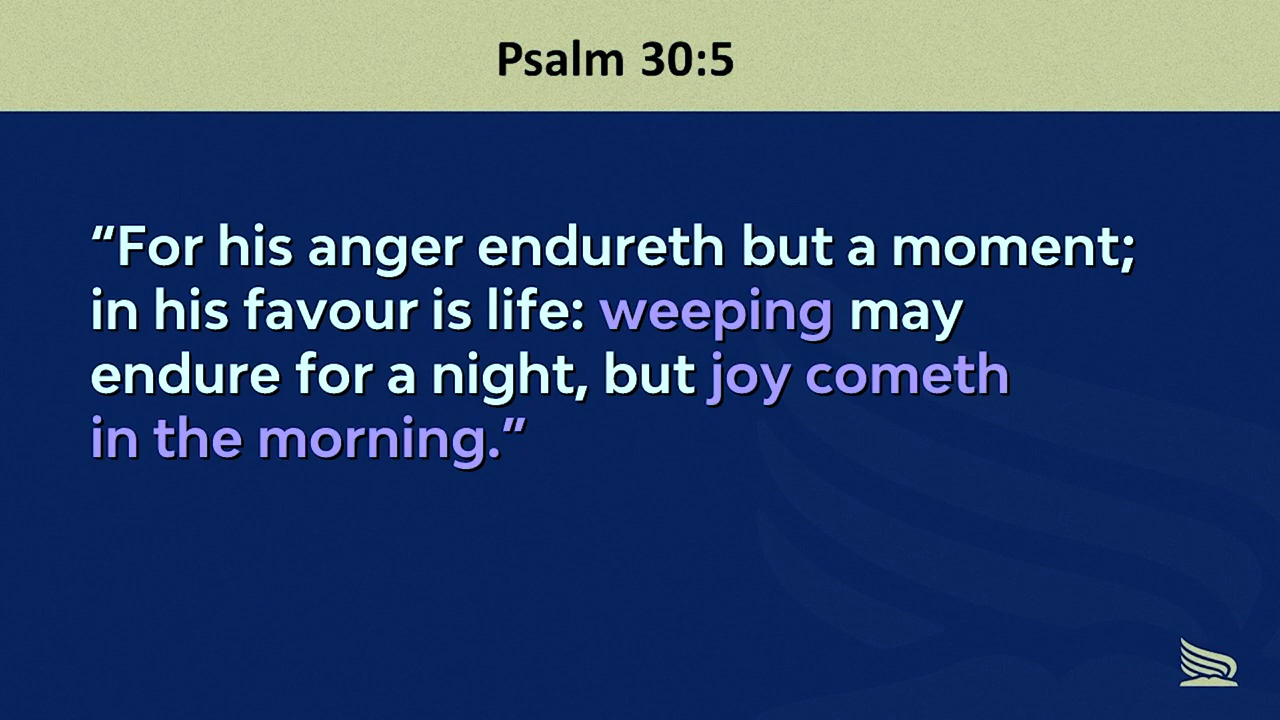 Psalm 30:5
“For his anger endureth but a moment;
in his favour is life: weeping may
endure for a night, but joy cometh
in the morning.”